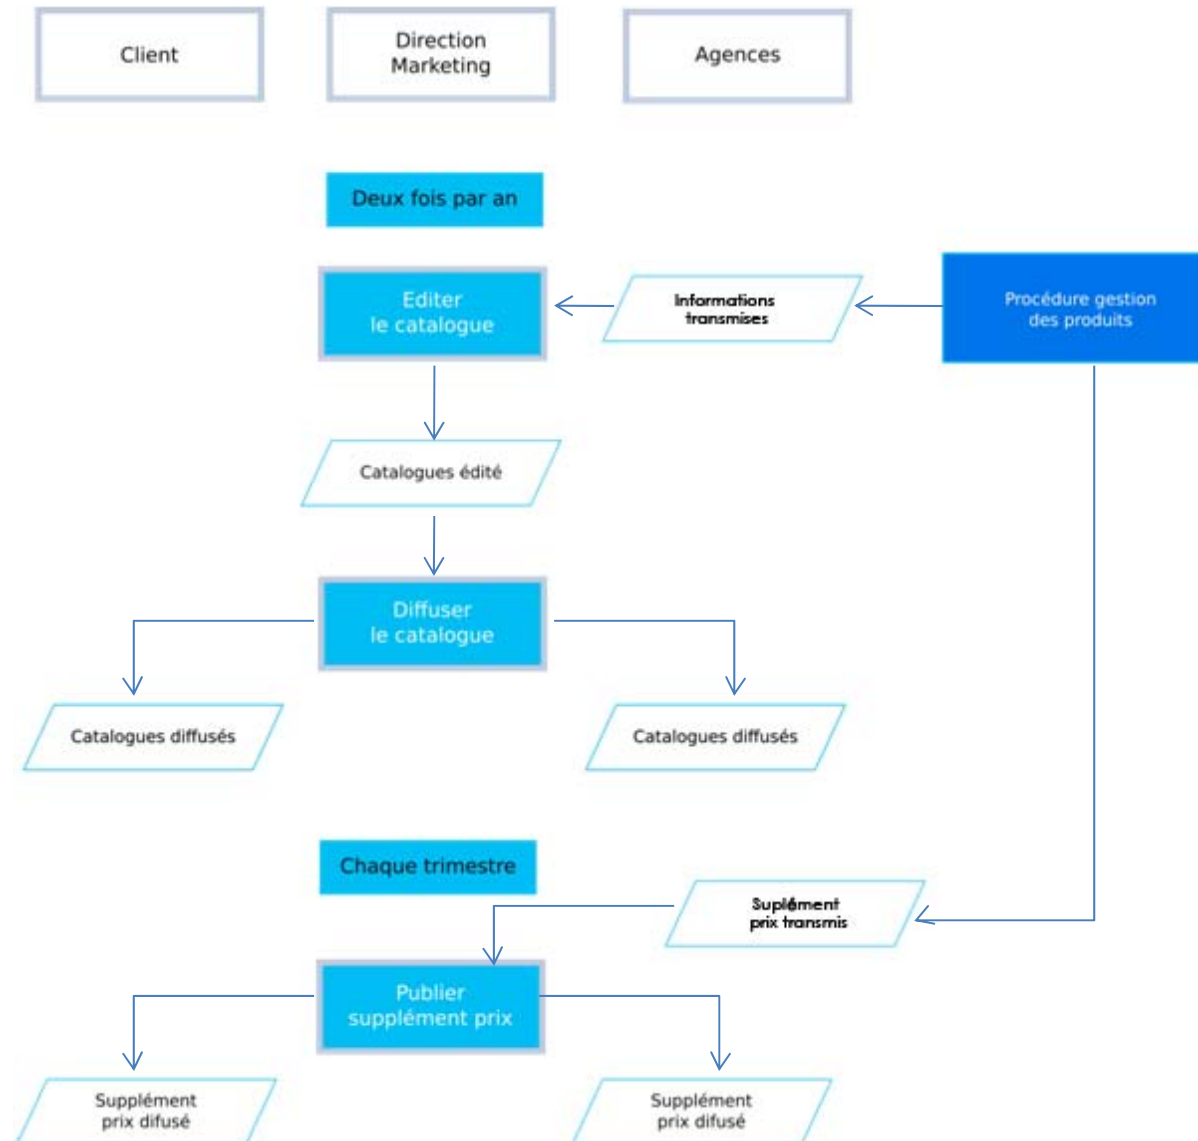 Client
Direction
Marketing
Agences
Deux fois par an
Editer
le catalogue
Informations
transmises
Procédure gestion
des produits
Catalogues édité
Diffuser
le catalogue
Catalogues diffusés
Catalogues diffusés
Chaque trimestre
Suplément
prix transmis
Publier
supplément prix
Supplément
prix difusé
Supplément
prix difusé